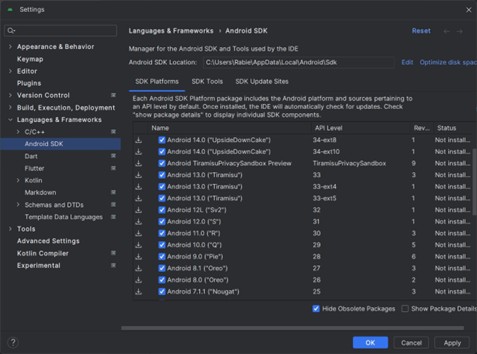 Settings
Appearance & Behavior
Keymap
Editor
Plugins
Version Control
Build, Execution, Deployment
Languages & Frameworks
C/C++
Android SDK
Dart
Flutter
Kotlin
Markdown
Schemas and DTDs
Template Data Languages
Tools
Advanced Settings
Kotlin Compiler
Experimental
Languages & Frameworks › Android SDK
Reset
Manager for the Android SDK and Tools used by the IDE
Android SDK Location: C:\Users\Rabie\AppData\Local\Android\Sdk Edit Optimize disk spac
SDK Platforms SDK Tools SDK Update Sites
Each Android SDK Platform package includes the Android platform and sources pertaining to
an API level by default. Once installed, the IDE will automatically check for updates. Check
"show package details" to display individual SDK components.
Name API Level Rev... Status
Android 14.0 ("UpsideDownCake") 34-ext8 1 Not install...
Android 14.0 ("UpsideDownCake") 34-ext10 1 Not install...
Android TiramisuPrivacySandbox Preview TiramisuPrivacySandbox 9 Not install...
Android 13.0 ("Tiramisu") 33 3 Not install...
Android 13.0 ("Tiramisu") 33-ext4 1 Not install...
Android 13.0 ("Tiramisu") 33-ext5 1 Not install...
Android 12L ("Sv2") 32 1 Not install...
Android 12.0 ("S") 31 1 Not install...
Android 11.0 ("R") 30 3 Not install...
Android 10.0 ("Q") 29 5 Not install...
Android 9.0 ("Pie") 28 6 Not install...
Android 8.1 ("Oreo") 27 3 Not install...
Android 8.0 ("Oreo") 26 2 Not install...
Android 7.1.1 ("Nougat") 25 3 Not install...
Hide Obsolete Packages Show Package Details
? OK Cancel Apply